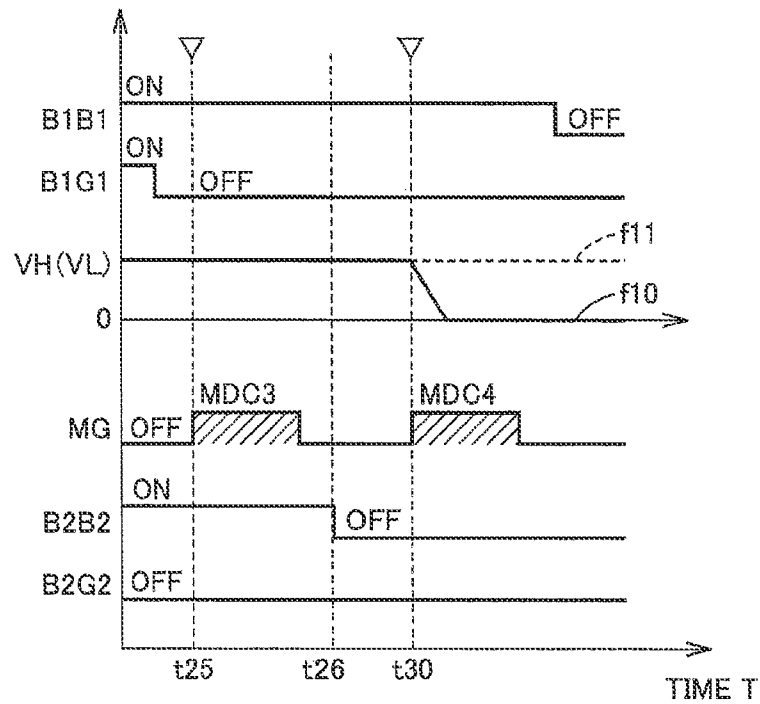 ON
B1B1
OFF
ON
B1G1
OFF
f11
VH(VL)
f10
0
MDC3
MDC4
MG
OFF
ON
B2B2
OFF
B2G2
OFF
t25
t26
t30
TIME T